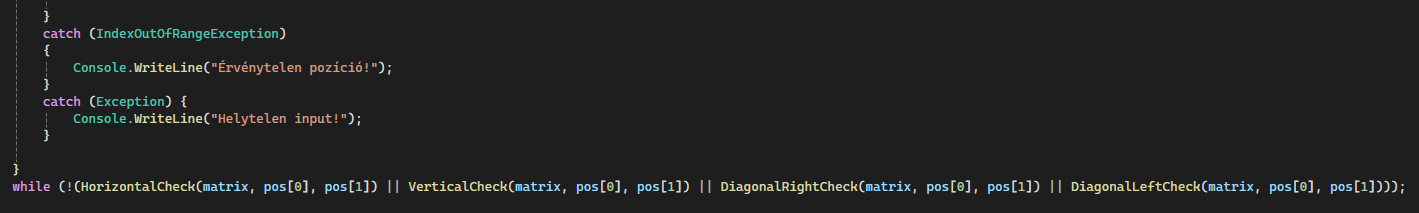 }
catch (IndexOutOfRangeException)
{
Console.WriteLine("Érvénytelen pozíció!");
}
catch (Exception) {
Console.WriteLine("Helytelen input!");
}
}
while (!(HorizontalCheck(matrix, pos[0], pos[1]) || VerticalCheck(matrix, pos[0], pos[1]) || DiagonalRightCheck(matrix, pos[0], pos[1]) || DiagonalLeftCheck(matrix, pos[0], pos[1])));